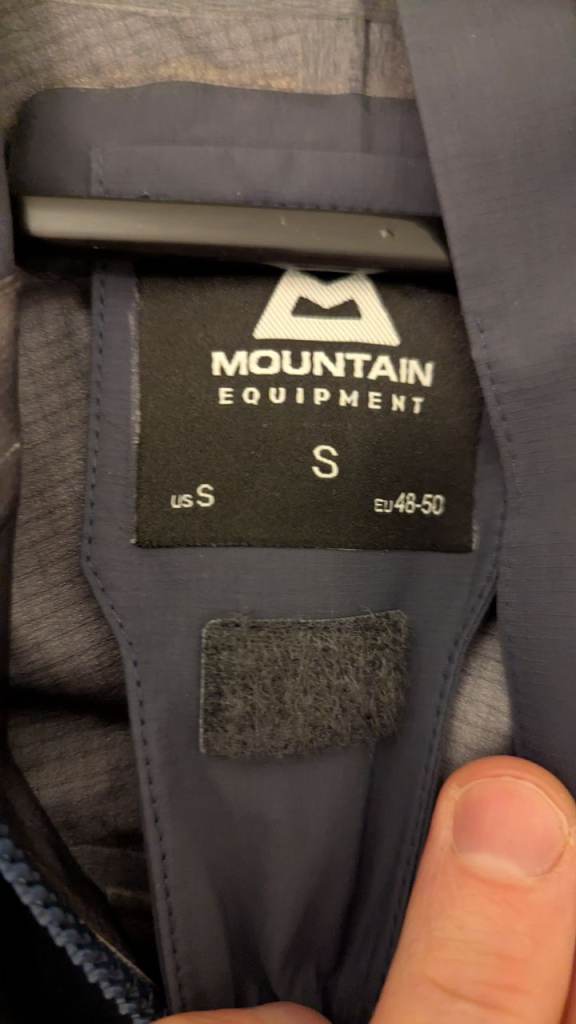 MOUNTAIN
EQUIPMENT
S
US S
EU 48-50